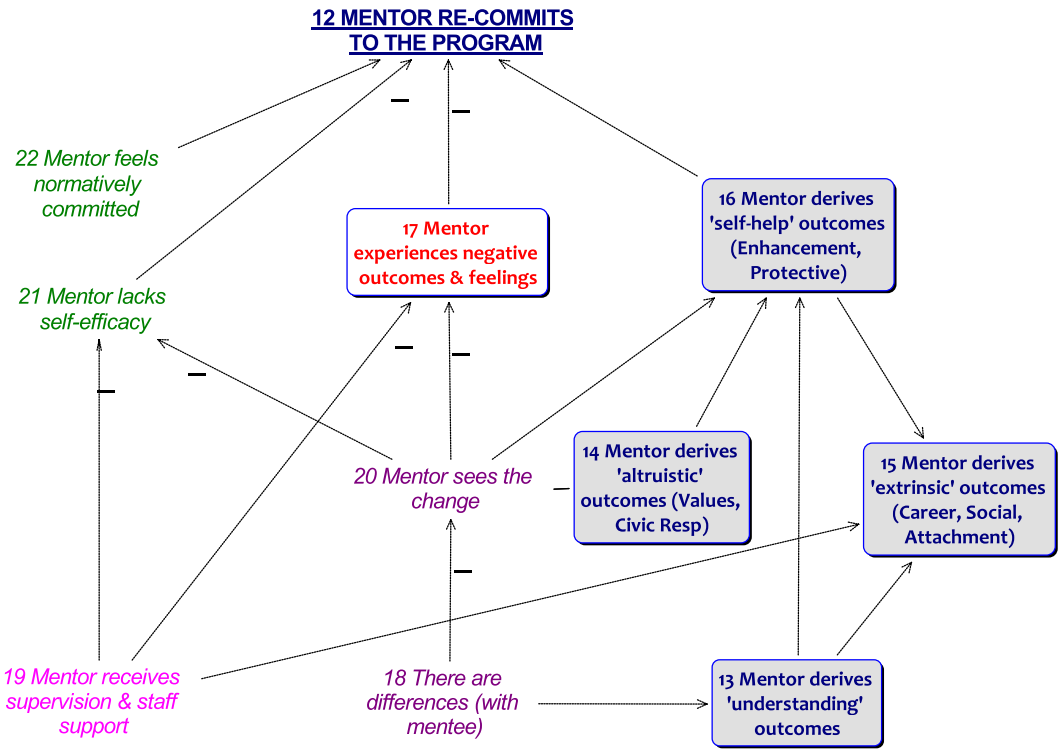 12 MENTOR RE-COMMITS
TO THE PROGRAM
22 Mentor feels
normatively
committed
17 Mentor
experiences negative
outcomes & feelings
16 Mentor derives
'self-help' outcomes
(Enhancement,
Protective)
21 Mentor lacks
self-efficacy
20 Mentor sees the
change
14 Mentor derives
'altruistic'
outcomes (Values,
Civic Resp)
15 Mentor derives
'extrinsic' outcomes
(Career, Social,
Attachment)
19 Mentor receives
supervision & staff
support
18 There are
differences (with
mentee)
13 Mentor derives
'understanding'
outcomes